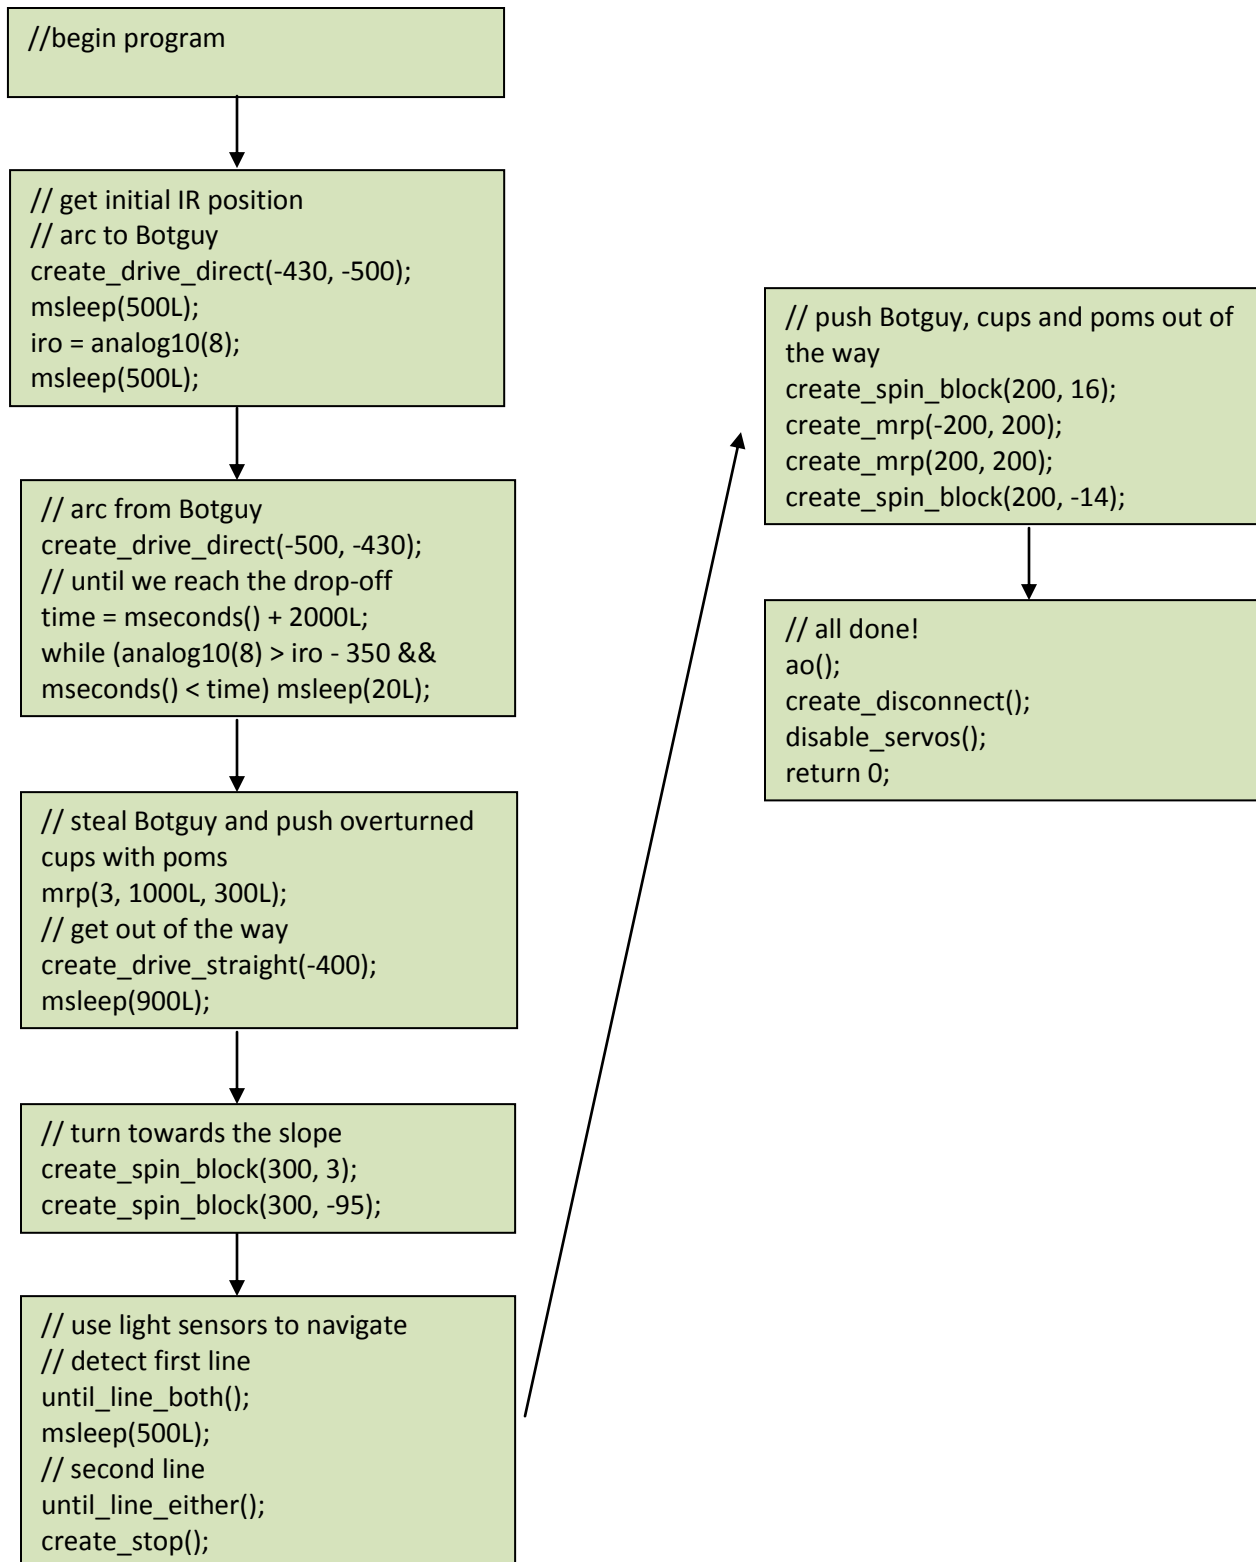 //begin program
// get initial IR position
// arc to Botguy
create_drive_direct(-430, -500);
msleep(500L);
iro = analog10(8);
msleep(500L);
// arc from Botguy
create_drive_direct(-500, -430);
// until we reach the drop-off
time = mseconds() + 2000L;
while (analog10(8) > iro - 350 &&
mseconds() < time) msleep(20L);
// steal Botguy and push overturned
cups with poms
mrp(3, 1000L, 300L);
// get out of the way
create_drive_straight(-400);
msleep(900L);
// turn towards the slope
create_spin_block(300, 3);
create_spin_block(300, -95);
// use light sensors to navigate
// detect first line
until_line_both();
msleep(500L);
// second line
until_line_either();
create_stop();
// push Botguy, cups and poms out of
the way
create_spin_block(200, 16);
create_mrp(-200, 200);
create_mrp(200, 200);
create_spin_block(200, -14);
// all done!
ao();
create_disconnect();
disable_servos();
return 0;